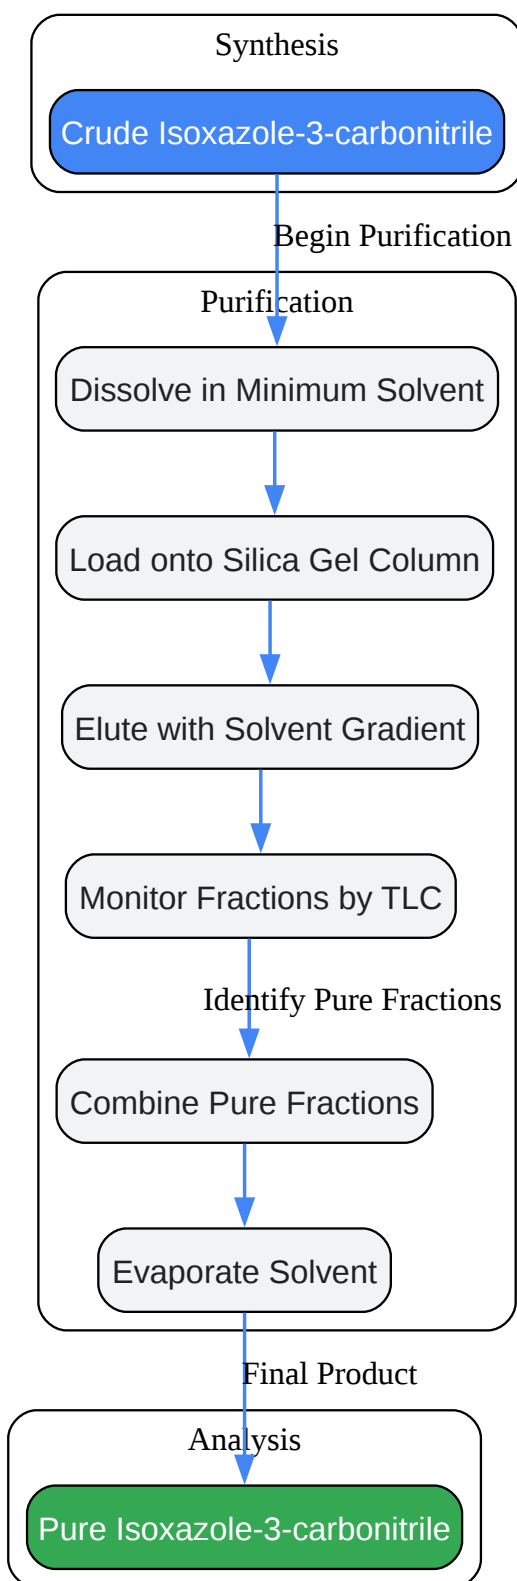 Synthesis
Crude Isoxazole-3-carbonitrile
Begin Purification
Purification
Dissolve in Minimum Solvent
Load onto Silica Gel Column
Elute with Solvent Gradient
Monitor Fractions by TLC
Identify Pure Fractions
Combine Pure Fractions
Evaporate Solvent
Final Product
Analysis
Pure Isoxazole-3-carbonitrile